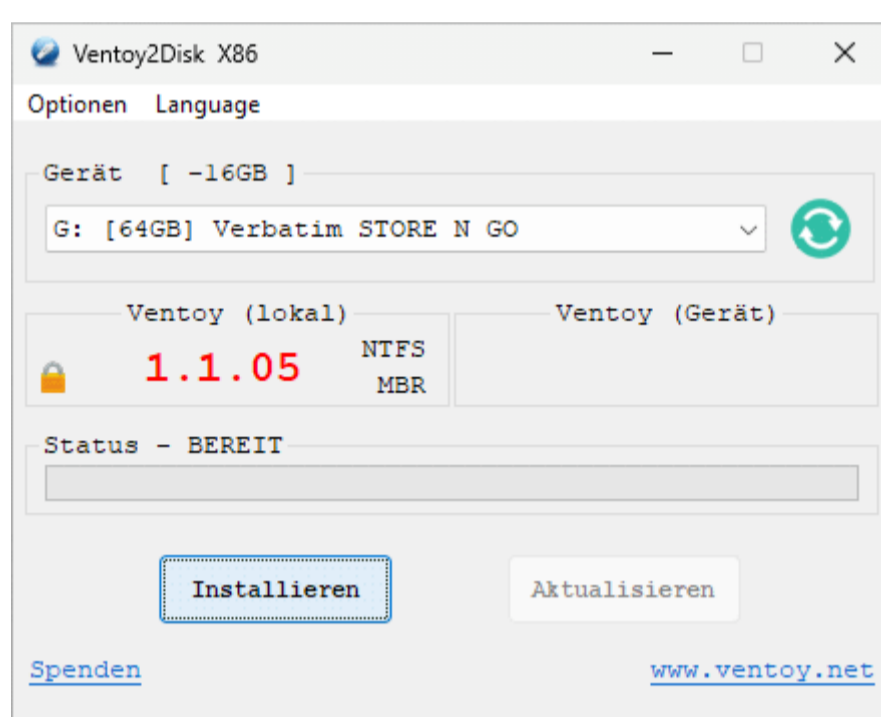 Ventoy2Disk X86
Optionen Language
Gerät [ -16GB ]
G: [64GB] Verbatim STORE N GO
Ventoy (lokal)
Ventoy (Gerät)
1.1.05
NTFS
MBR
Status - BEREIT
Installieren
Aktualisieren
Spenden
www.ventoy.net